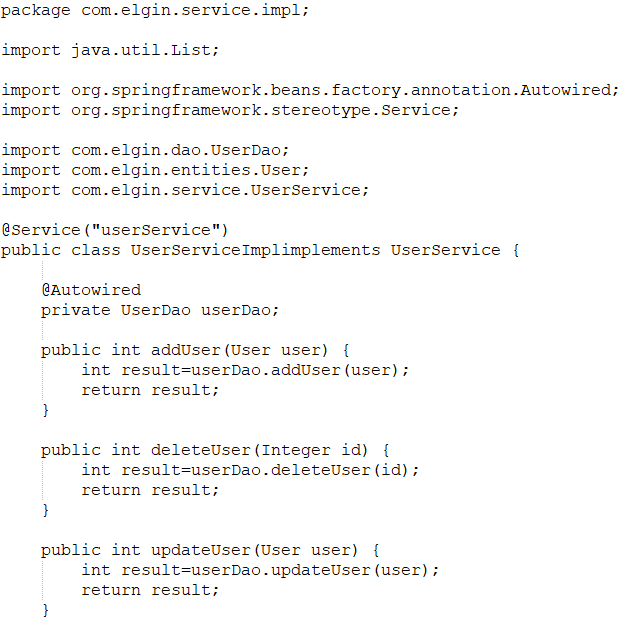 package com.elgin.service.impl;
import java.util.List;
import org.springframework.beans.factory.annotation.Autowired;
import org.springframework.stereotype.Service;
import com.elgin.dao.UserDao;
import com.elgin.entities.User;
import com.elgin.service.UserService;
@Service("userService")
public class UserServiceImplimplements UserService {
@Autowired
private UserDao userDao;
public int addUser(User user) {
int result=userDao.addUser(user);
return result;
}
public int deleteUser(Integer id) {
int result=userDao.deleteUser(id);
return result;
}
public int updateUser(User user) {
int result=userDao.updateUser(user);
return result;
}